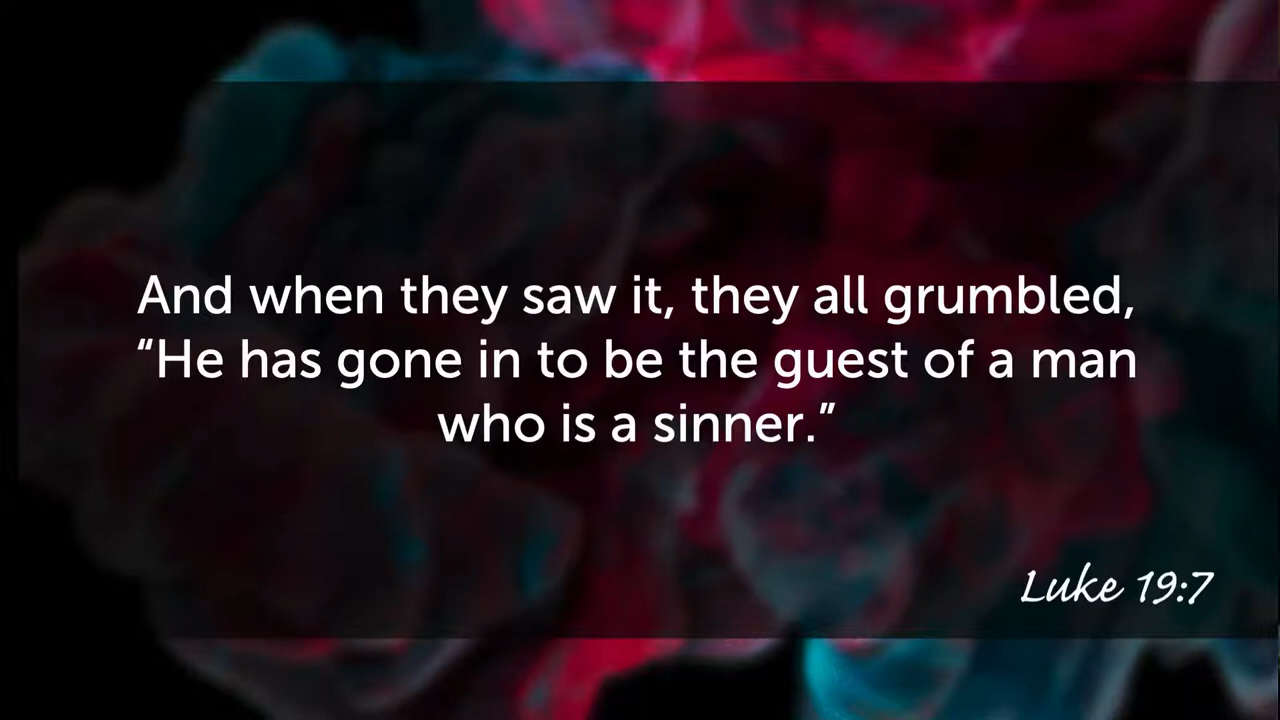 And when they saw it, they all grumbled,
“He has gone in to be the guest of a man
who is a sinner.”
Luke 19:7